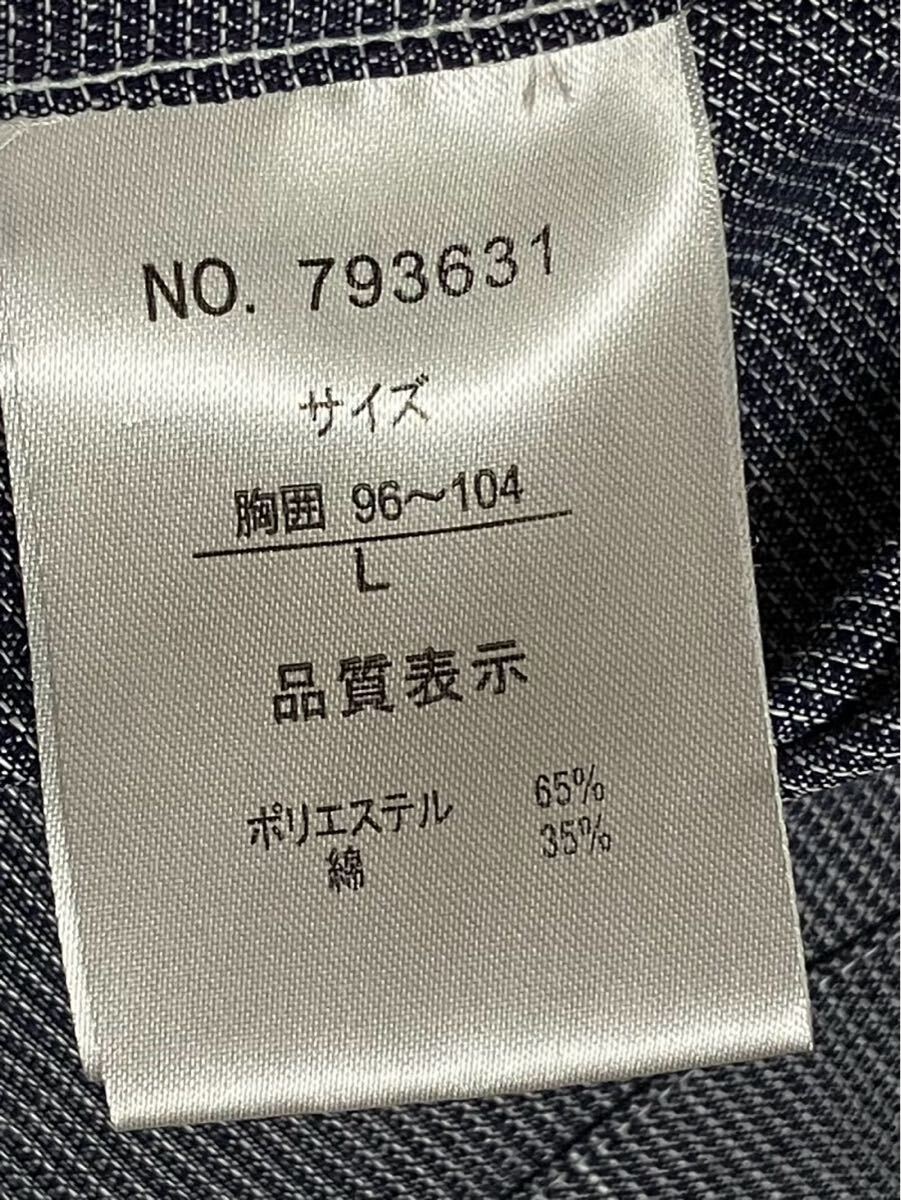 NO. 793631
サイズ
胸囲 96～104
L
品質表示
ポリエステル 65%
綿 35%